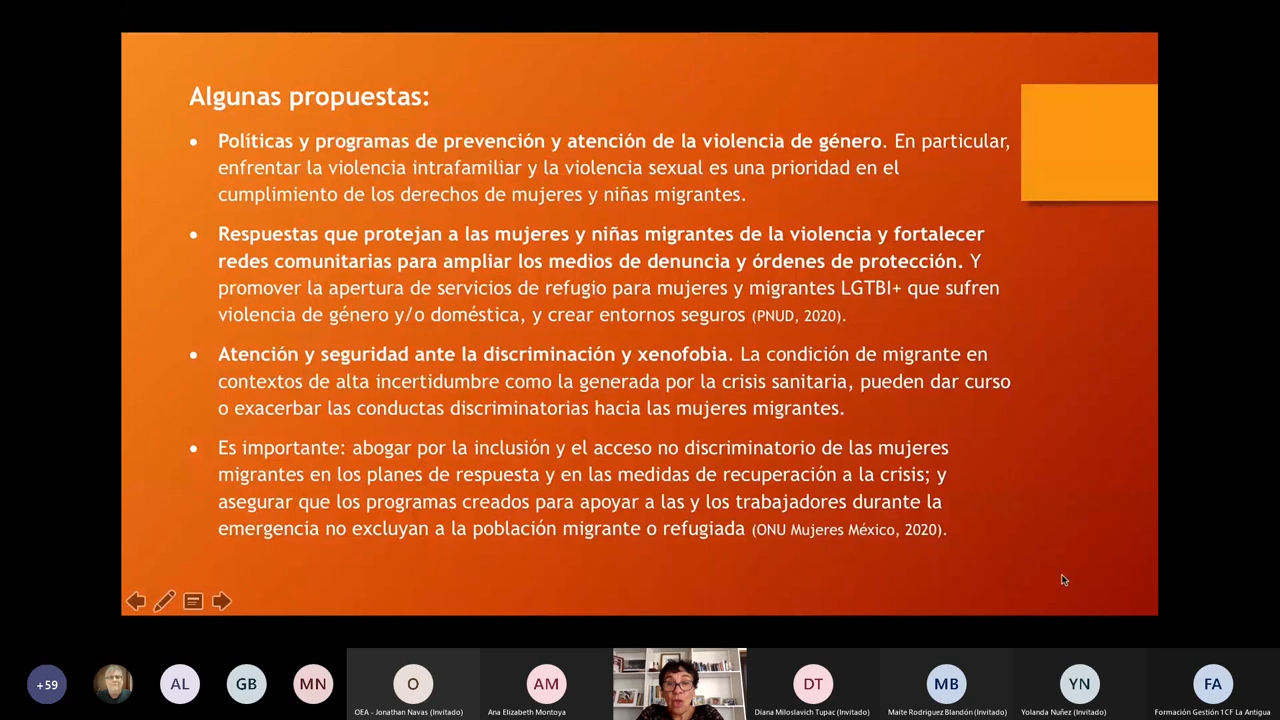 Algunas propuestas:
• Políticas y programas de prevención y atención de la violencia de género. En particular,
enfrentar la violencia intrafamiliar y la violencia sexual es una prioridad en el
cumplimiento de los derechos de mujeres y niñas migrantes.
• Respuestas que protejan a las mujeres y niñas migrantes de la violencia y fortalecer
redes comunitarias para ampliar los medios de denuncia y órdenes de protección. Y
promover la apertura de servicios de refugio para mujeres y migrantes LGTBI+ que sufren
violencia de género y/o doméstica, y crear entornos seguros (PNUD, 2020).
• Atención y seguridad ante la discriminación y xenofobia. La condición de migrante en
contextos de alta incertidumbre como la generada por la crisis sanitaria, pueden dar curso
o exacerbar las conductas discriminatorias hacia las mujeres migrantes.
• Es importante: abogar por la inclusión y el acceso no discriminatorio de las mujeres
migrantes en los planes de respuesta y en las medidas de recuperación a la crisis; y
asegurar que los programas creados para apoyar a las y los trabajadores durante la
emergencia no excluyan a la población migrante o refugiada (ONU Mujeres México, 2020).
+59
AL
GB
MN
O
AM
DT
MB
YN
FA
OEA - Jonathan Navas (Invitado)
Ana Elizabeth Montoya
Diana Miloslavich Tupac (Invitado)
Maite Rodriguez Blandón (Invitado)
Yolanda Nuñez (Invitado)
Formación Gestión 1CF La Antigua